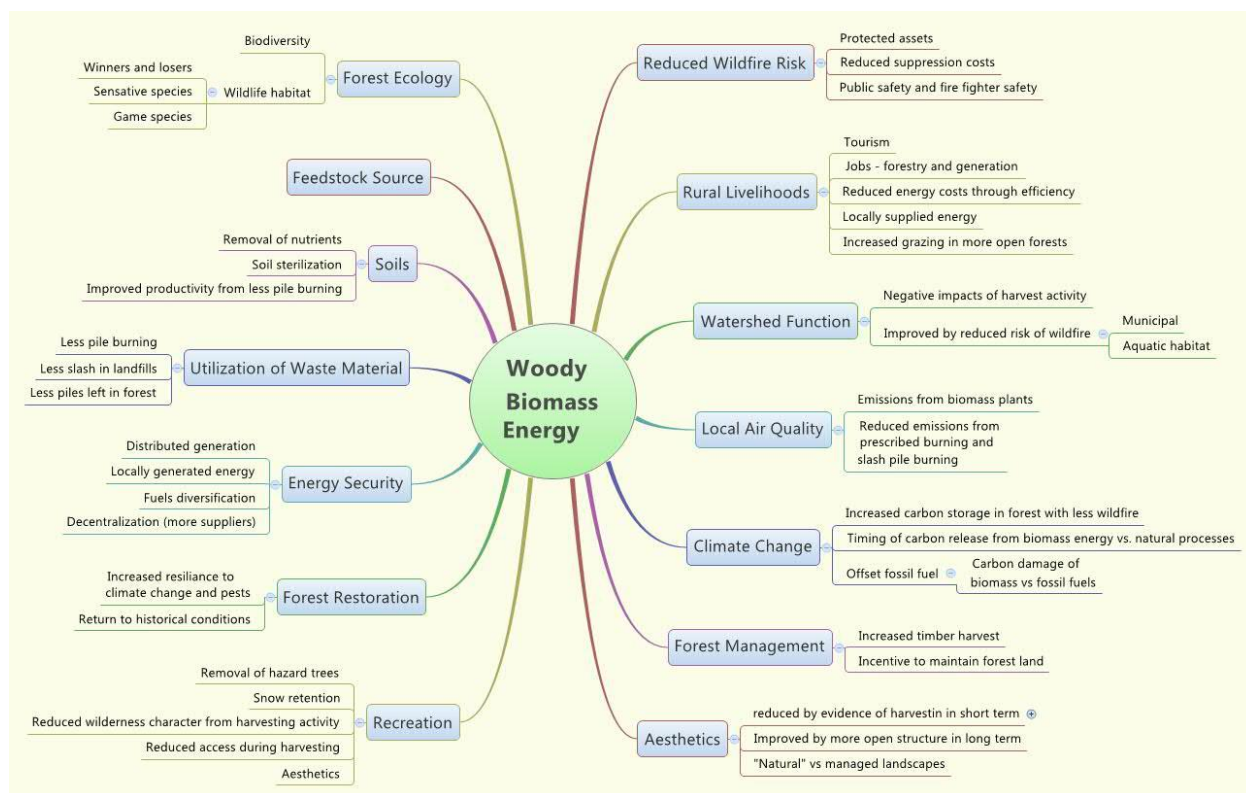 Woody
Biomass
Energy
Forest Ecology
Biodiversity
Wildlife habitat
Winners and losers
Sensative species
Game species
Feedstock Source
Soils
Removal of nutrients
Soil sterilization
Improved productivity from less pile burning
Utilization of Waste Material
Less pile burning
Less slash in landfills
Less piles left in forest
Energy Security
Distributed generation
Locally generated energy
Fuels diversification
Decentralization (more suppliers)
Forest Restoration
Increased resiliance to
climate change and pests
Return to historical conditions
Recreation
Removal of hazard trees
Snow retention
Reduced wilderness character from harvesting activity
Reduced access during harvesting
Aesthetics
Reduced Wildfire Risk
Protected assets
Reduced suppression costs
Public safety and fire fighter safety
Rural Livelihoods
Tourism
Jobs - forestry and generation
Reduced energy costs through efficiency
Locally supplied energy
Increased grazing in more open forests
Watershed Function
Negative impacts of harvest activity
Improved by reduced risk of wildfire
Municipal
Aquatic habitat
Local Air Quality
Emissions from biomass plants
Reduced emissions from
prescribed burning and
slash pile burning
Climate Change
Increased carbon storage in forest with less wildfire
Timing of carbon release from biomass energy vs. natural processes
Offset fossil fuel
Carbon damage of
biomass vs fossil fuels
Forest Management
Increased timber harvest
Incentive to maintain forest land
Aesthetics
reduced by evidence of harvestin in short term
Improved by more open structure in long term
"Natural" vs managed landscapes